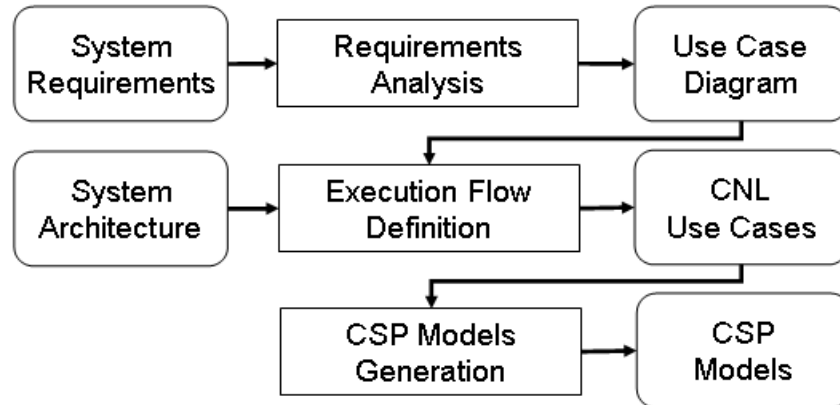 System
Requirements
Requirements
Analysis
Use Case
Diagram
System
Architecture
Execution Flow
Definition
CNL
Use Cases
CSP Models
Generation
CSP
Models